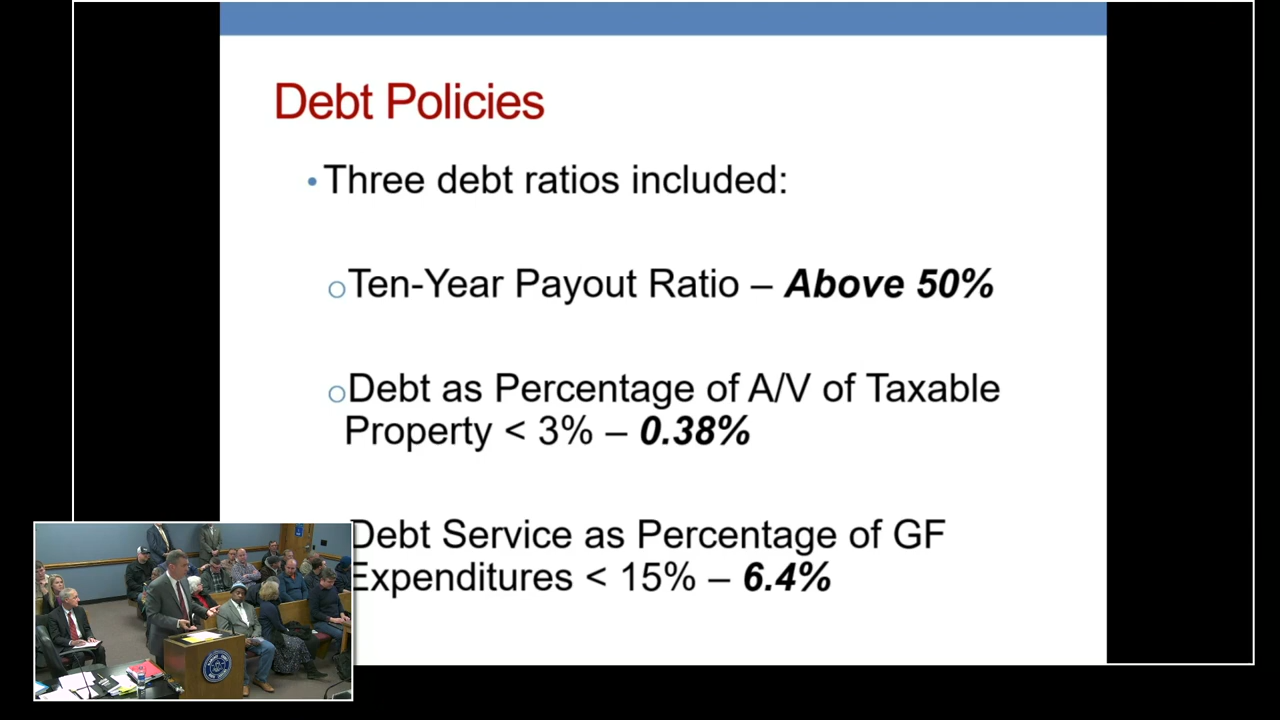 Debt Policies
• Three debt ratios included:
○ Ten-Year Payout Ratio – Above 50%
○ Debt as Percentage of A/V of Taxable
Property < 3% – 0.38%
Debt Service as Percentage of GF
Expenditures < 15% – 6.4%